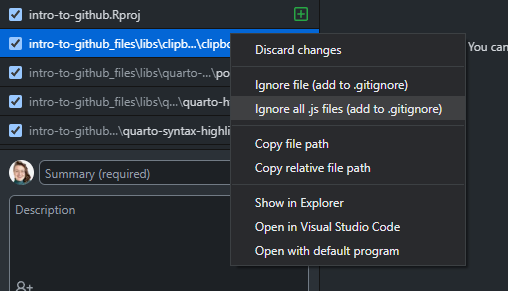 intro-to-github.Rproj
intro-to-github_files\libs\clipb...\clipbo
intro-to-github_files\libs\quarto-...\po
intro-to-github_files\libs\q...\quarto-h
intro-to-github...\quarto-syntax-highli
Summary (required)
Description
Discard changes
Ignore file (add to .gitignore)
Ignore all .js files (add to .gitignore)
Copy file path
Copy relative file path
Show in Explorer
Open in Visual Studio Code
Open with default program
You can